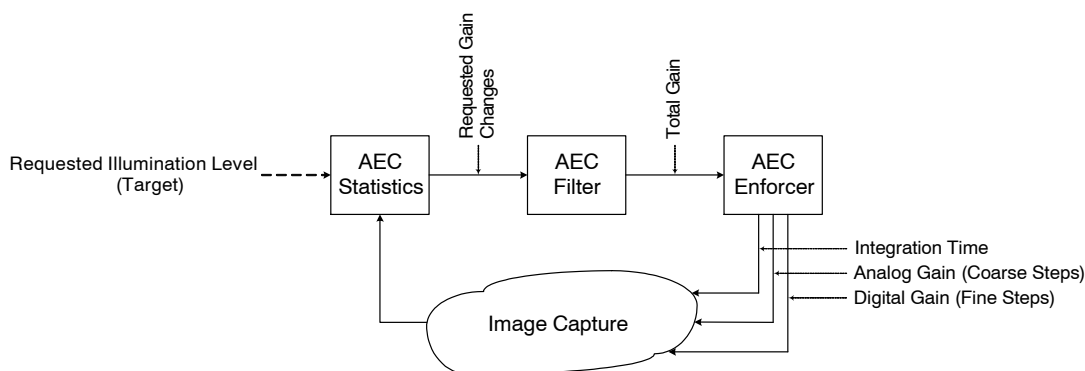 Requested Gain
Changes
Total Gain
Requested Illumination Level
(Target)
AEC
Statistics
AEC
Filter
AEC
Enforcer
Integration Time
Analog Gain (Coarse Steps)
Digital Gain (Fine Steps)
Image Capture